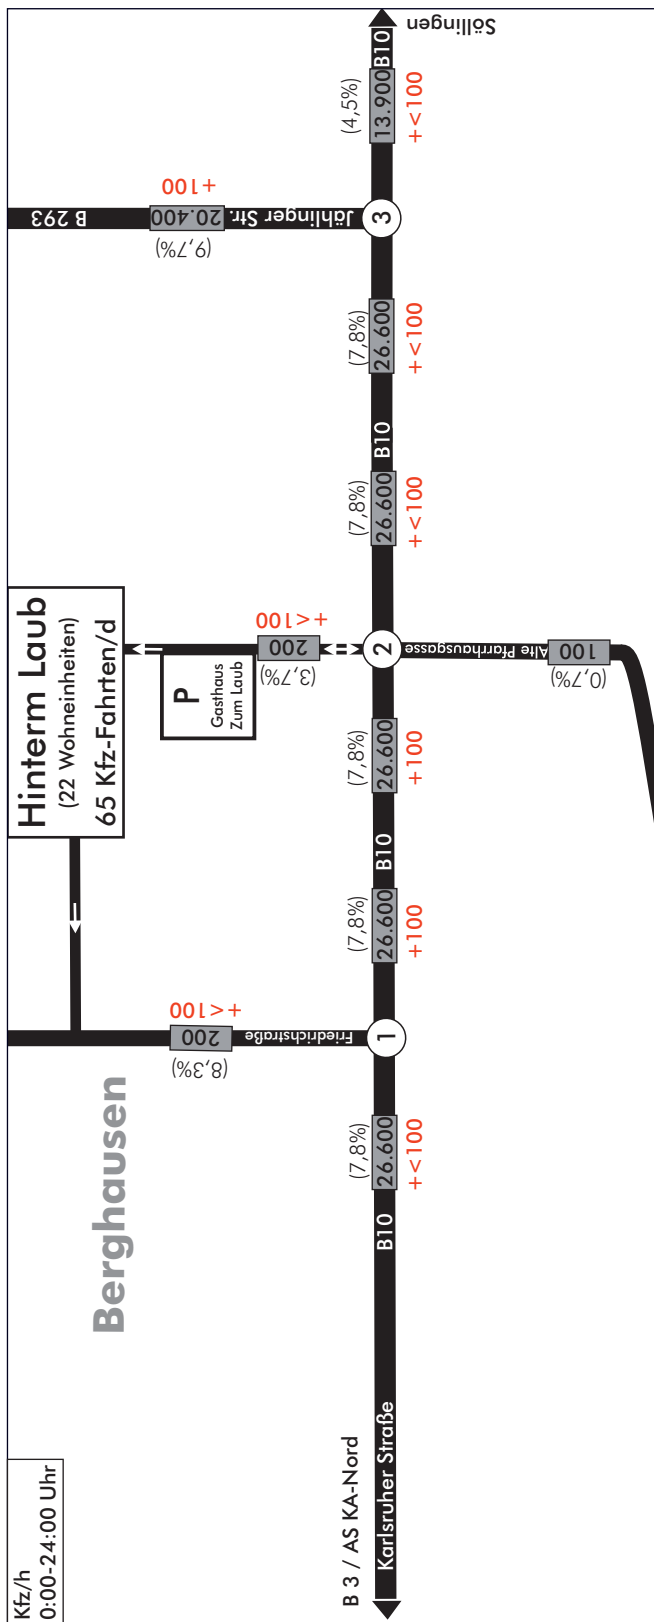 Kfz/h
0:00-24:00 Uhr
Berghausen
Hinterm Laub
(22 Wohneinheiten)
65 Kfz-Fahrten/d
P
Gasthaus
Zum Laub
B 3 / AS KA-Nord
Karlsruher Straße
B10
(7,8%)
26.600
+<100
1
Friedrichstraße
200
(8,3%)
+<100
(7,8%)
26.600
+100
B10
(7,8%)
26.600
+100
2
200
(3,7%)
+<100
Alte Pfarrhausgasse
100
(0,7%)
(7,8%)
26.600
+<100
B10
(7,8%)
26.600
+<100
3
Jählinger Str.
20.400
(9,7%)
+100
B 293
(4,5%)
13.900
+<100
B10
Söllingen